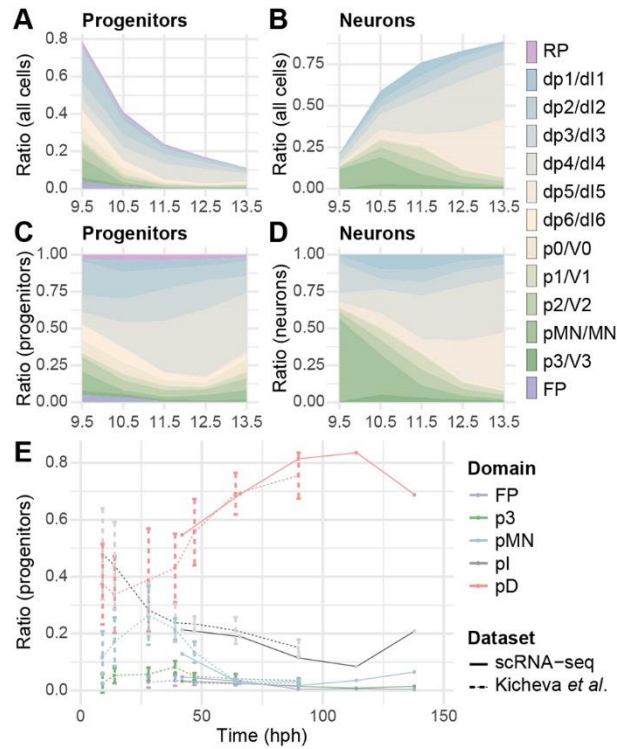 A Progenitors
Ratio (all cells)
0.8
0.6
0.4
0.2
0.0
9.5 10.5 11.5 12.5 13.5
B Neurons
Ratio (all cells)
0.75
0.50
0.25
0.00
9.5 10.5 11.5 12.5 13.5
C Progenitors
Ratio (progenitors)
1.00
0.75
0.50
0.25
0.00
9.5 10.5 11.5 12.5 13.5
D Neurons
Ratio (neurons)
1.00
0.75
0.50
0.25
0.00
9.5 10.5 11.5 12.5 13.5
RP
dp1/dI1
dp2/dI2
dp3/dI3
dp4/dI4
dp5/dI5
dp6/dI6
p0/V0
p1/V1
p2/V2
pMN/MN
p3/V3
FP
E
Ratio (progenitors)
0.8
0.6
0.4
0.2
0.0
0 50 100 150
Time (hph)
Domain
FP
p3
pMN
pI
pD
Dataset
scRNA-seq
Kicheva et al.